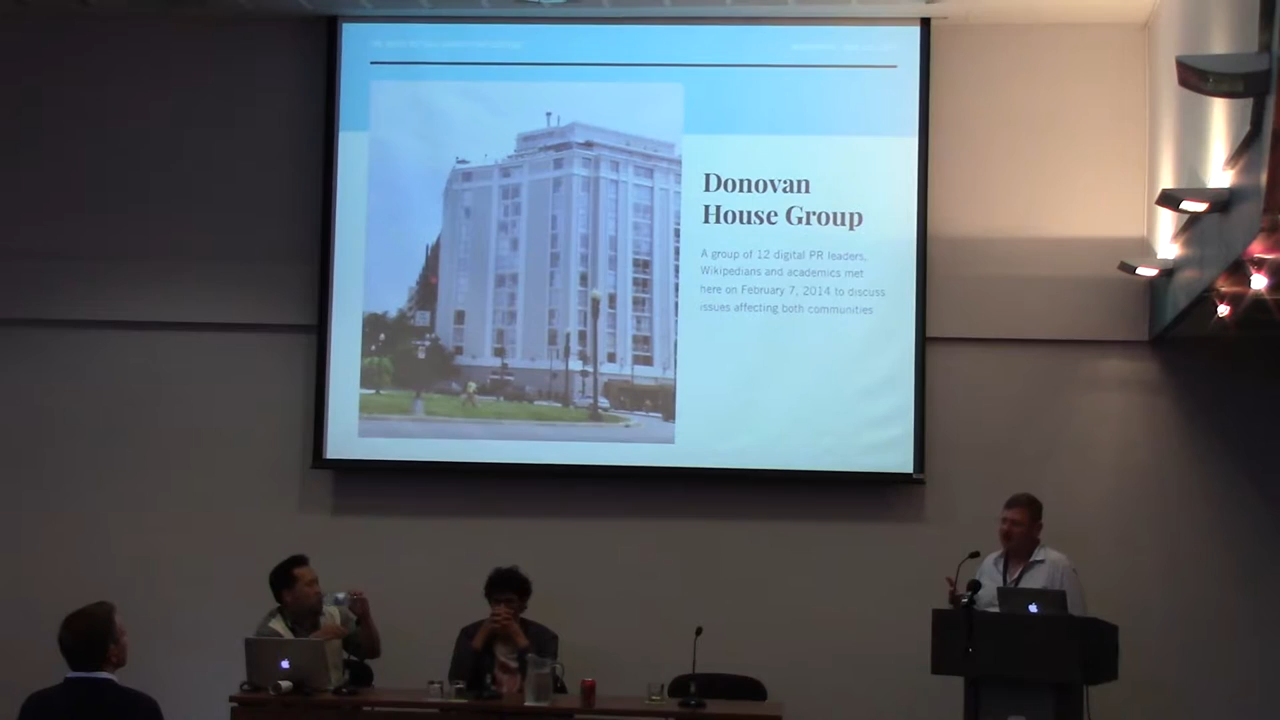 Donovan
House Group
A group of 12 digital PR leaders,
Wikipedians and academics met
here on February 7, 2014 to discuss
issues affecting both communities